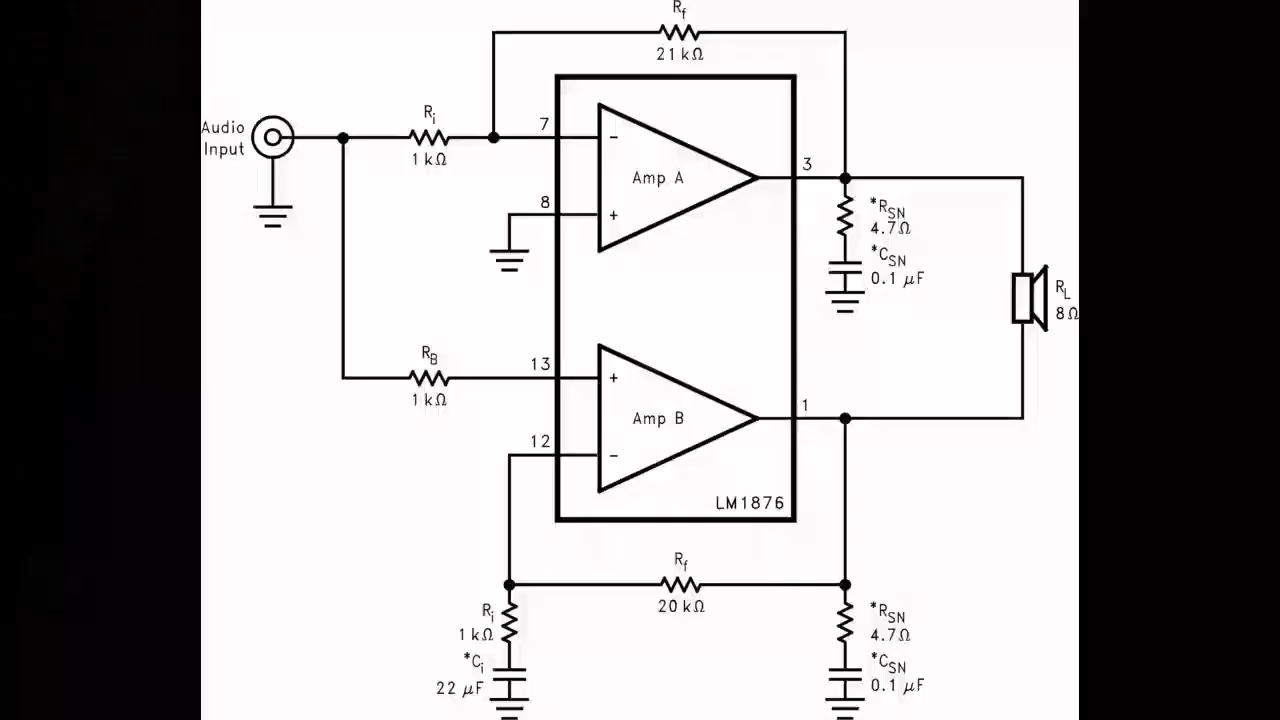 Rf
21 kΩ
Audio
Input
Ri
1 kΩ
7
−
Amp A
3
8
+
*RSN
4.7Ω
*CSN
0.1 μF
RL
8Ω
RB
1 kΩ
13
+
Amp B
1
12
−
LM1876
Rf
20 kΩ
Ri
1 kΩ
*Ci
22 μF
*RSN
4.7Ω
*CSN
0.1 μF